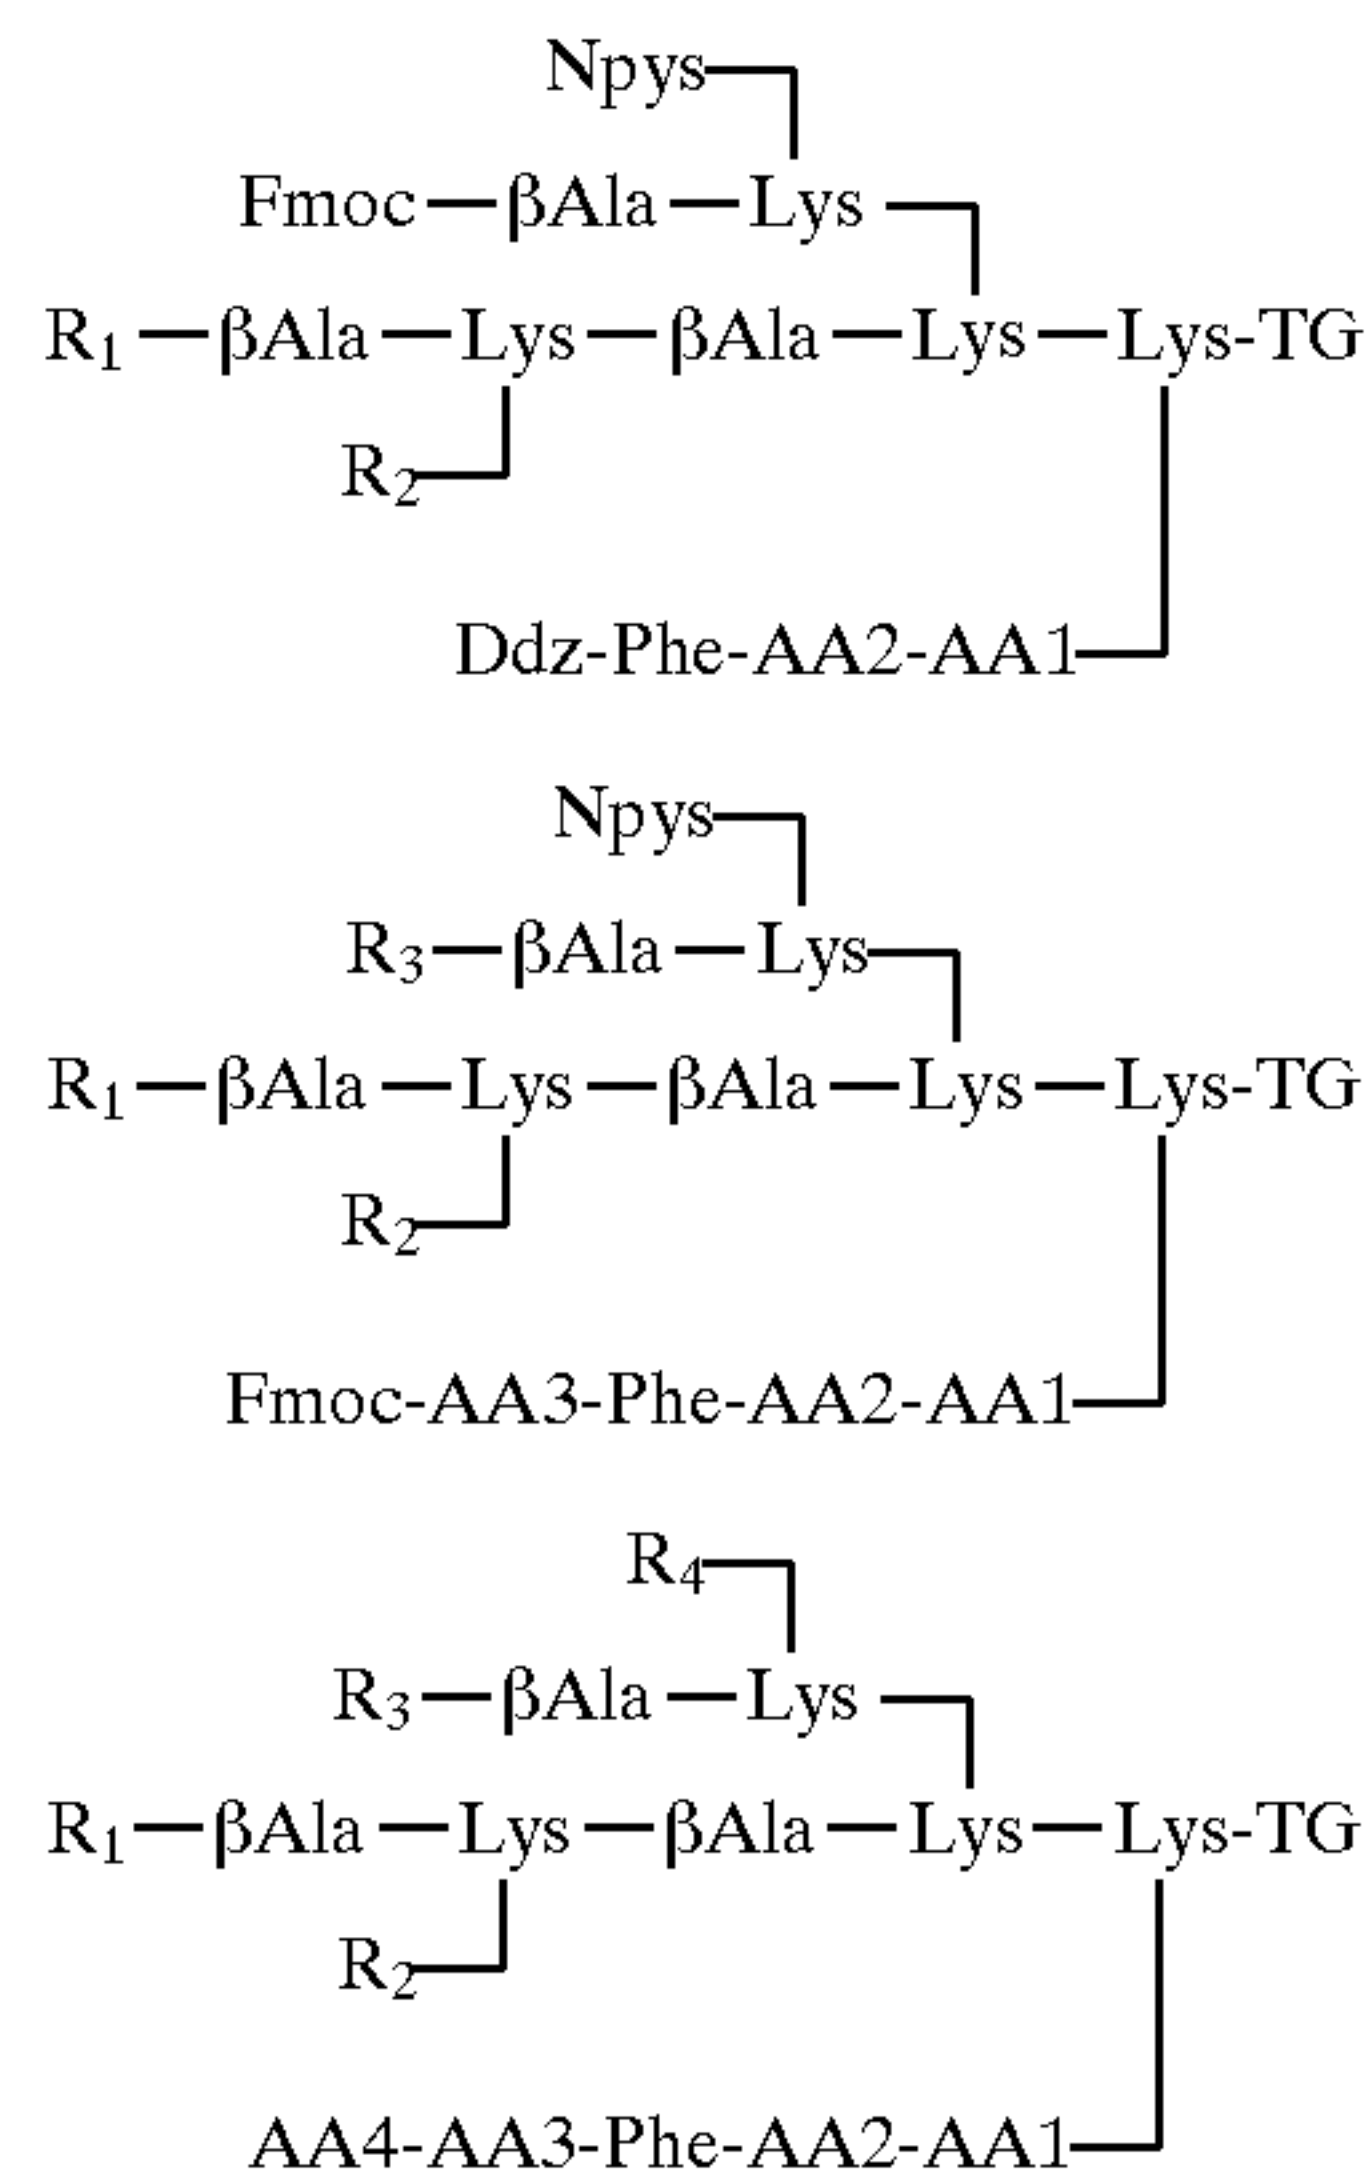 Npys
Fmoc—βAla—Lys
R₁—βAla—Lys—βAla—Lys—Lys-TG
R₂
Ddz-Phe-AA2-AA1
Npys
R₃—βAla—Lys
R₁—βAla—Lys—βAla—Lys—Lys-TG
R₂
Fmoc-AA3-Phe-AA2-AA1
R₄
R₃—βAla—Lys
R₁—βAla—Lys—βAla—Lys—Lys-TG
R₂
AA4-AA3-Phe-AA2-AA1